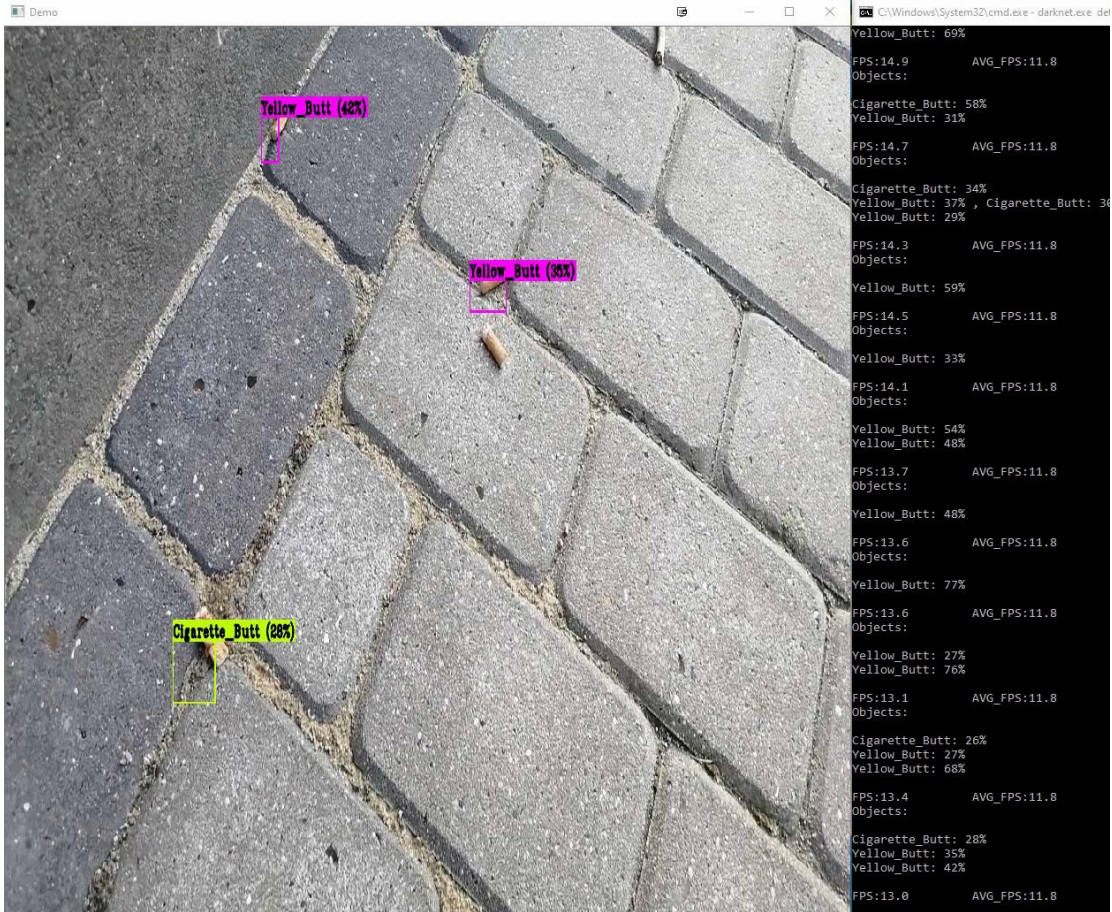 Demo
Yellow_Butt (42%)
Yellow_Butt (35%)
Cigarette_Butt (28%)
C:\Windows\System32\cmd.exe - darknet.exe det
Yellow_Butt: 69%
FPS:14.9 AVG_FPS:11.8
Objects:
Cigarette_Butt: 58%
Yellow_Butt: 31%
FPS:14.7 AVG_FPS:11.8
Objects:
Cigarette_Butt: 34%
Yellow_Butt: 37% , Cigarette_Butt: 36
Yellow_Butt: 29%
FPS:14.3 AVG_FPS:11.8
Objects:
Yellow_Butt: 59%
FPS:14.5 AVG_FPS:11.8
Objects:
Yellow_Butt: 33%
FPS:14.1 AVG_FPS:11.8
Objects:
Yellow_Butt: 54%
Yellow_Butt: 48%
FPS:13.7 AVG_FPS:11.8
Objects:
Yellow_Butt: 48%
FPS:13.6 AVG_FPS:11.8
Objects:
Yellow_Butt: 77%
FPS:13.6 AVG_FPS:11.8
Objects:
Yellow_Butt: 27%
Yellow_Butt: 76%
FPS:13.1 AVG_FPS:11.8
Objects:
Cigarette_Butt: 26%
Yellow_Butt: 27%
Yellow_Butt: 68%
FPS:13.4 AVG_FPS:11.8
Objects:
Cigarette_Butt: 28%
Yellow_Butt: 35%
Yellow_Butt: 42%
FPS:13.0 AVG_FPS:11.8